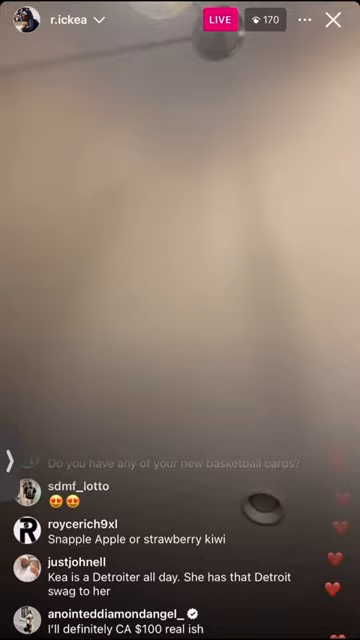 r.ickea
LIVE
170
Do you have any of your new basketball cards?
sdmf_lotto
😍😍
roycerich9xl
Snapple Apple or strawberry kiwi
justjohnell
Kea is a Detroiter all day. She has that Detroit
swag to her
anointeddiamondangel_
I'll definitely CA $100 real ish